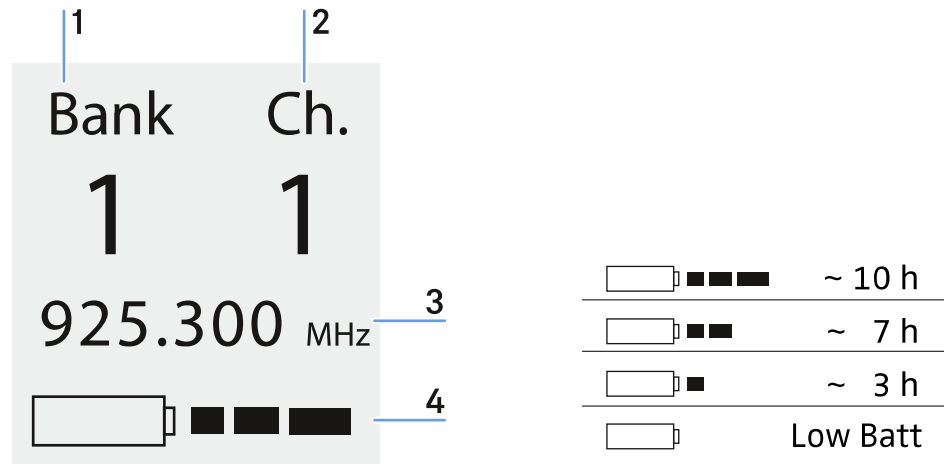 1 2
Bank Ch.
1 1
925.300 MHz
3
4
~ 10 h
~ 7 h
~ 3 h
Low Batt